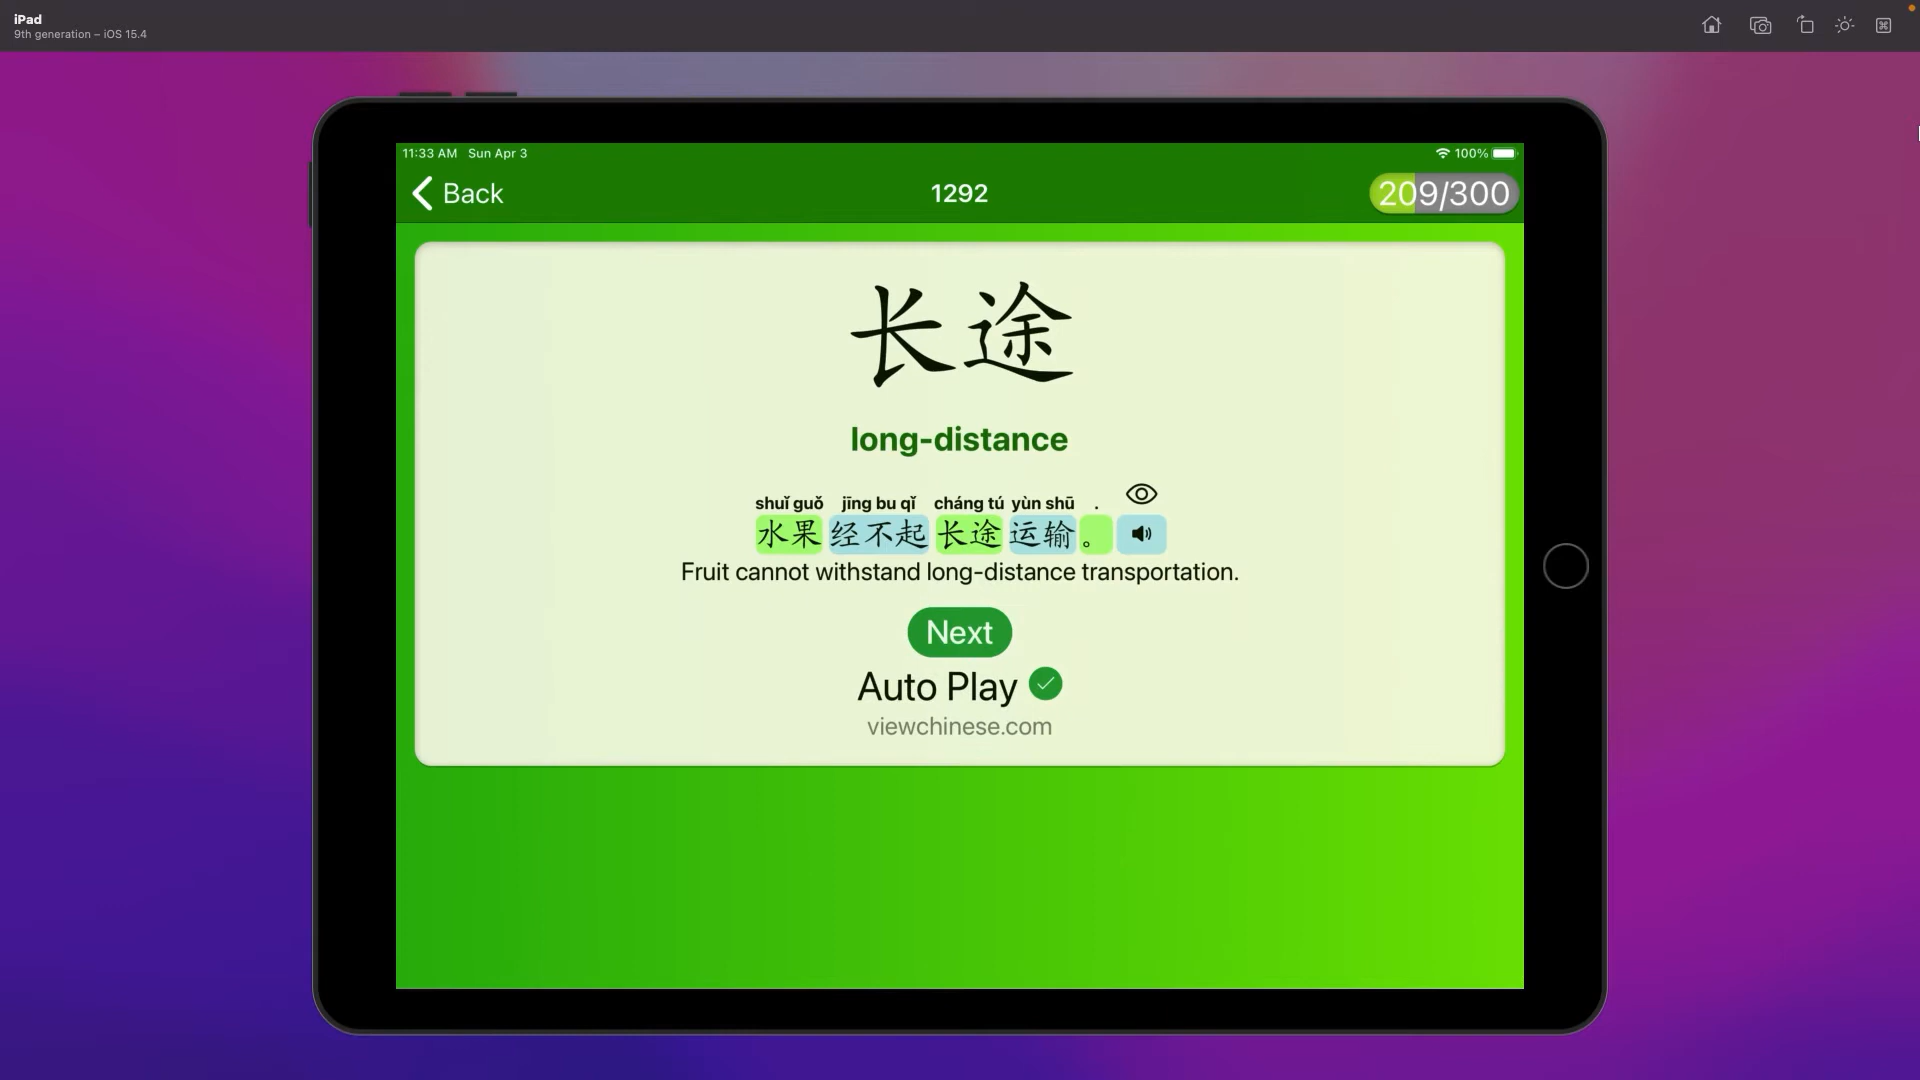 iPad
9th generation – iOS 15.4
11:33 AM Sun Apr 3
100%
Back
1292
209/300
长途
long-distance
shuǐ guǒ jīng bu qǐ cháng tú yùn shū .
水果 经不起 长途 运输 。
Fruit cannot withstand long-distance transportation.
Next
Auto Play
viewchinese.com